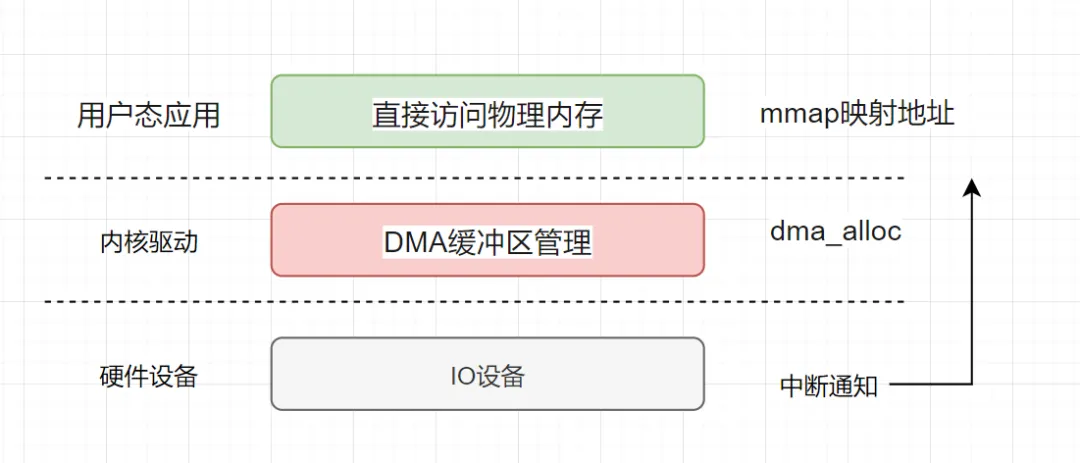 用户态应用
直接访问物理内存
mmap映射地址
内核驱动
DMA缓冲区管理
dma_alloc
硬件设备
IO设备
中断通知